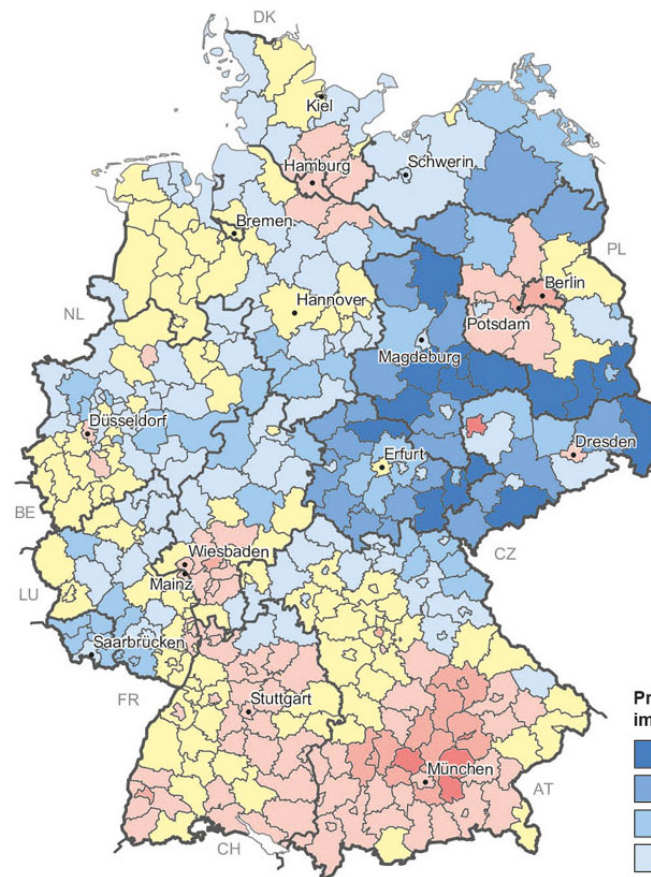 DK
Kiel
Hamburg
Schwerin
Bremen
PL
Berlin
Hannover
NL
Potsdam
Magdeburg
Düsseldorf
Erfurt
Dresden
BE
CZ
Wiesbaden
Mainz
LU
Saarbrücken
FR
Stuttgart
München
AT
CH